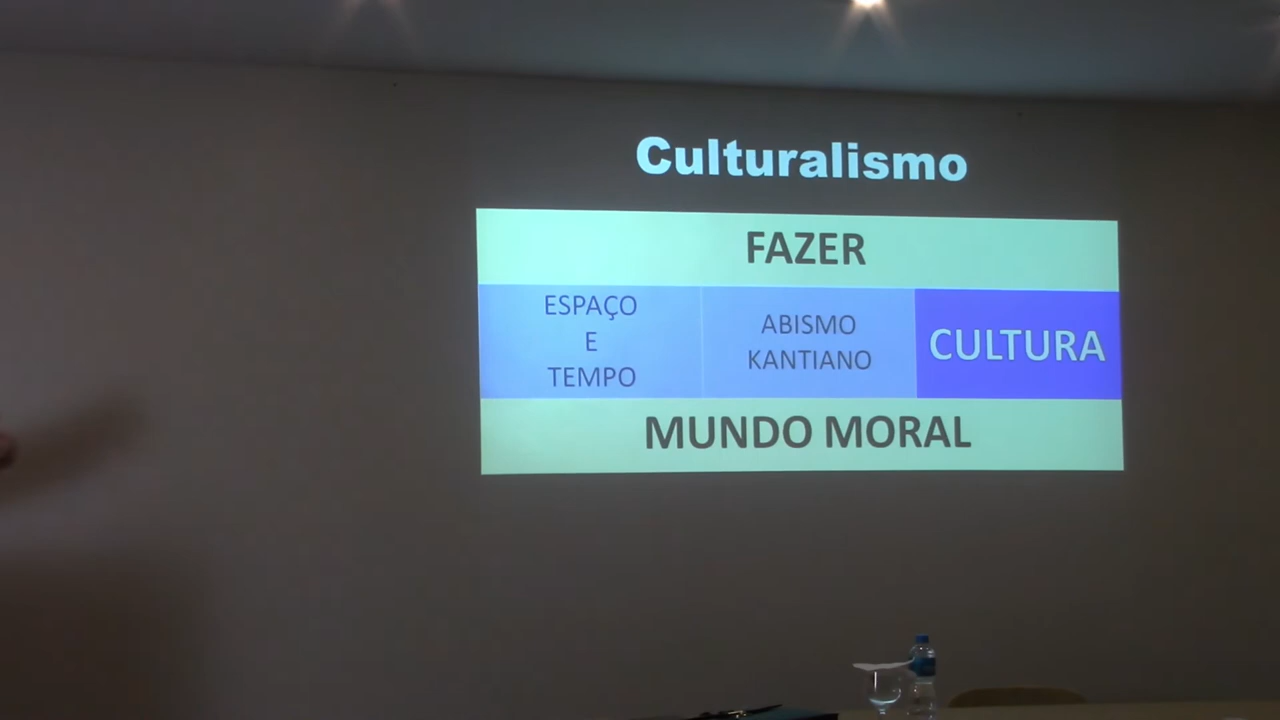 Culturalismo
FAZER
ESPAÇO
E
TEMPO
ABISMO
KANTIANO
CULTURA
MUNDO MORAL